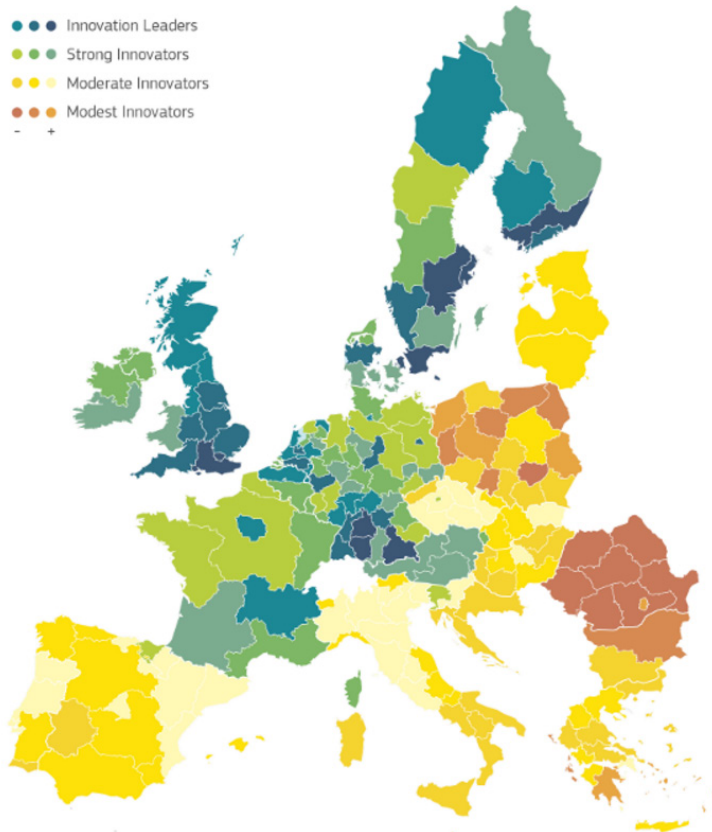 Innovation Leaders
Strong Innovators
Moderate Innovators
Modest Innovators
- +